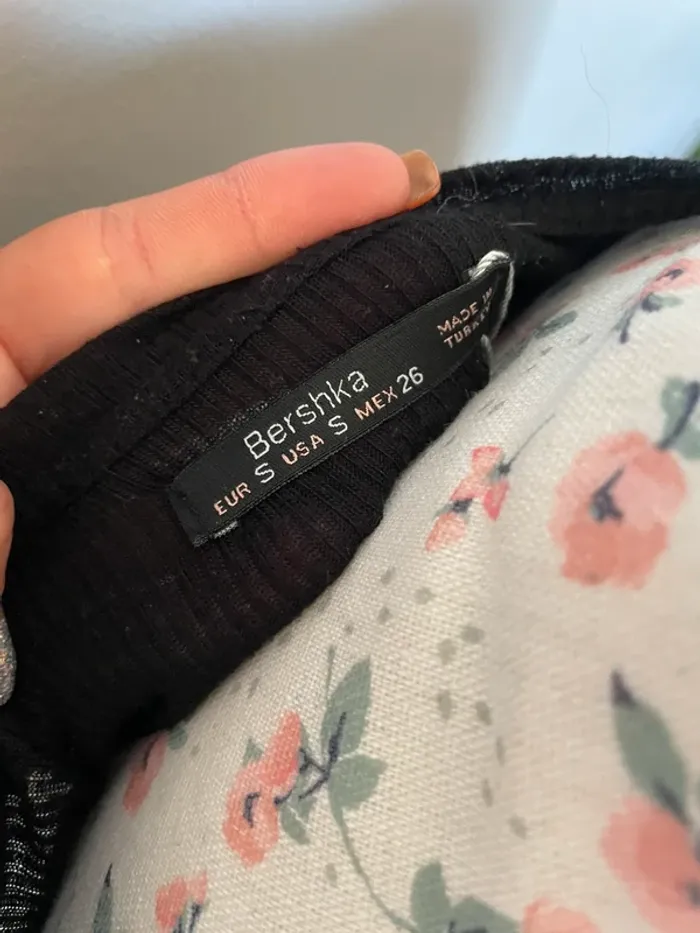 Bershka
EUR S USA S MEX 26
MADE IN
TURKEY